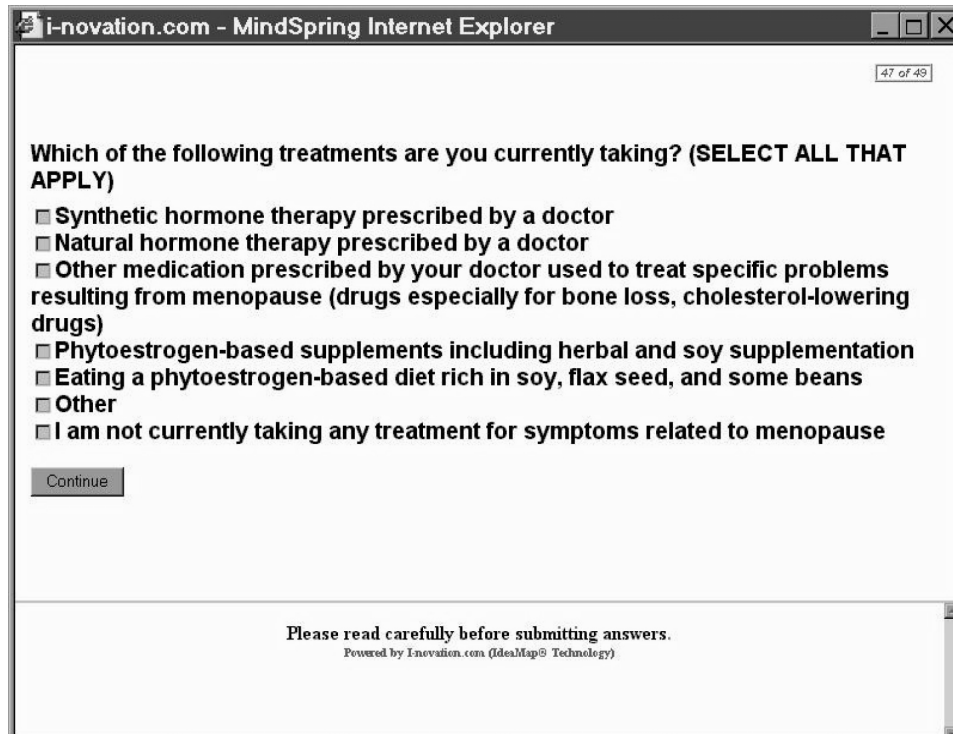 i-novation.com - MindSpring Internet Explorer
47 of 49
Which of the following treatments are you currently taking? (SELECT ALL THAT
APPLY)
Synthetic hormone therapy prescribed by a doctor
Natural hormone therapy prescribed by a doctor
Other medication prescribed by your doctor used to treat specific problems
resulting from menopause (drugs especially for bone loss, cholesterol-lowering
drugs)
Phytoestrogen-based supplements including herbal and soy supplementation
Eating a phytoestrogen-based diet rich in soy, flax seed, and some beans
Other
I am not currently taking any treatment for symptoms related to menopause
Continue
Please read carefully before submitting answers.
Powered by I-novation.com (IdeaMap® Technology)